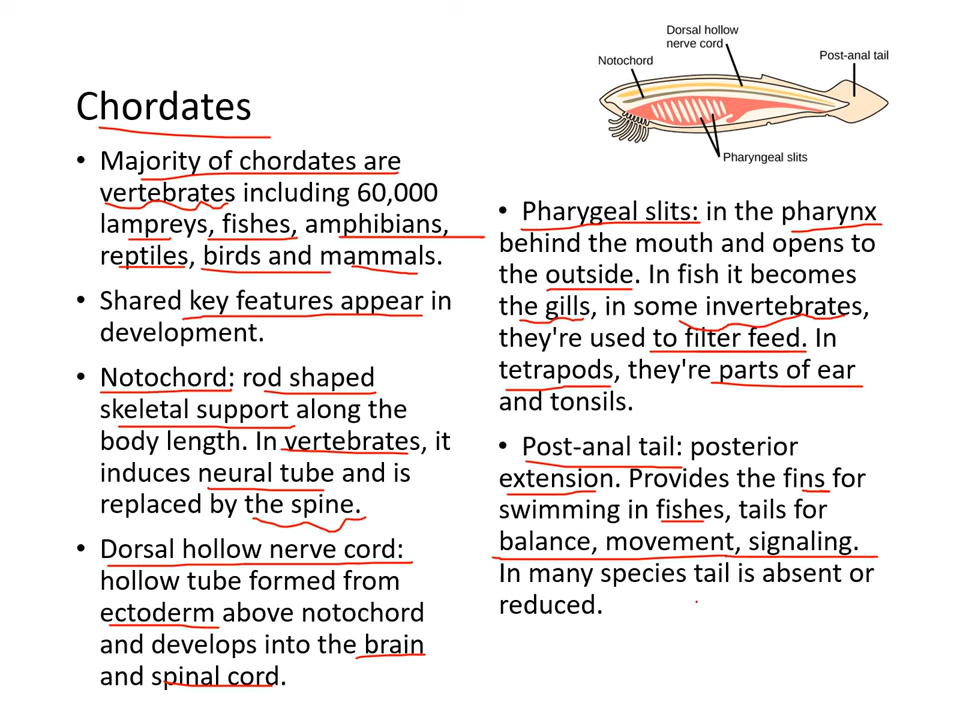 Chordates
• Majority of chordates are
vertebrates including 60,000
lampreys, fishes, amphibians,
reptiles, birds and mammals.
• Shared key features appear in
development.
• Notochord: rod shaped
skeletal support along the
body length. In vertebrates, it
induces neural tube and is
replaced by the spine.
• Dorsal hollow nerve cord:
hollow tube formed from
ectoderm above notochord
and develops into the brain
and spinal cord.
Dorsal hollow
nerve cord
Post-anal tail
Notochord
Pharyngeal slits
• Pharygeal slits: in the pharynx
behind the mouth and opens to
the outside. In fish it becomes
the gills, in some invertebrates,
they're used to filter feed. In
tetrapods, they're parts of ear
and tonsils.
• Post-anal tail: posterior
extension. Provides the fins for
swimming in fishes, tails for
balance, movement, signaling.
In many species tail is absent or
reduced.